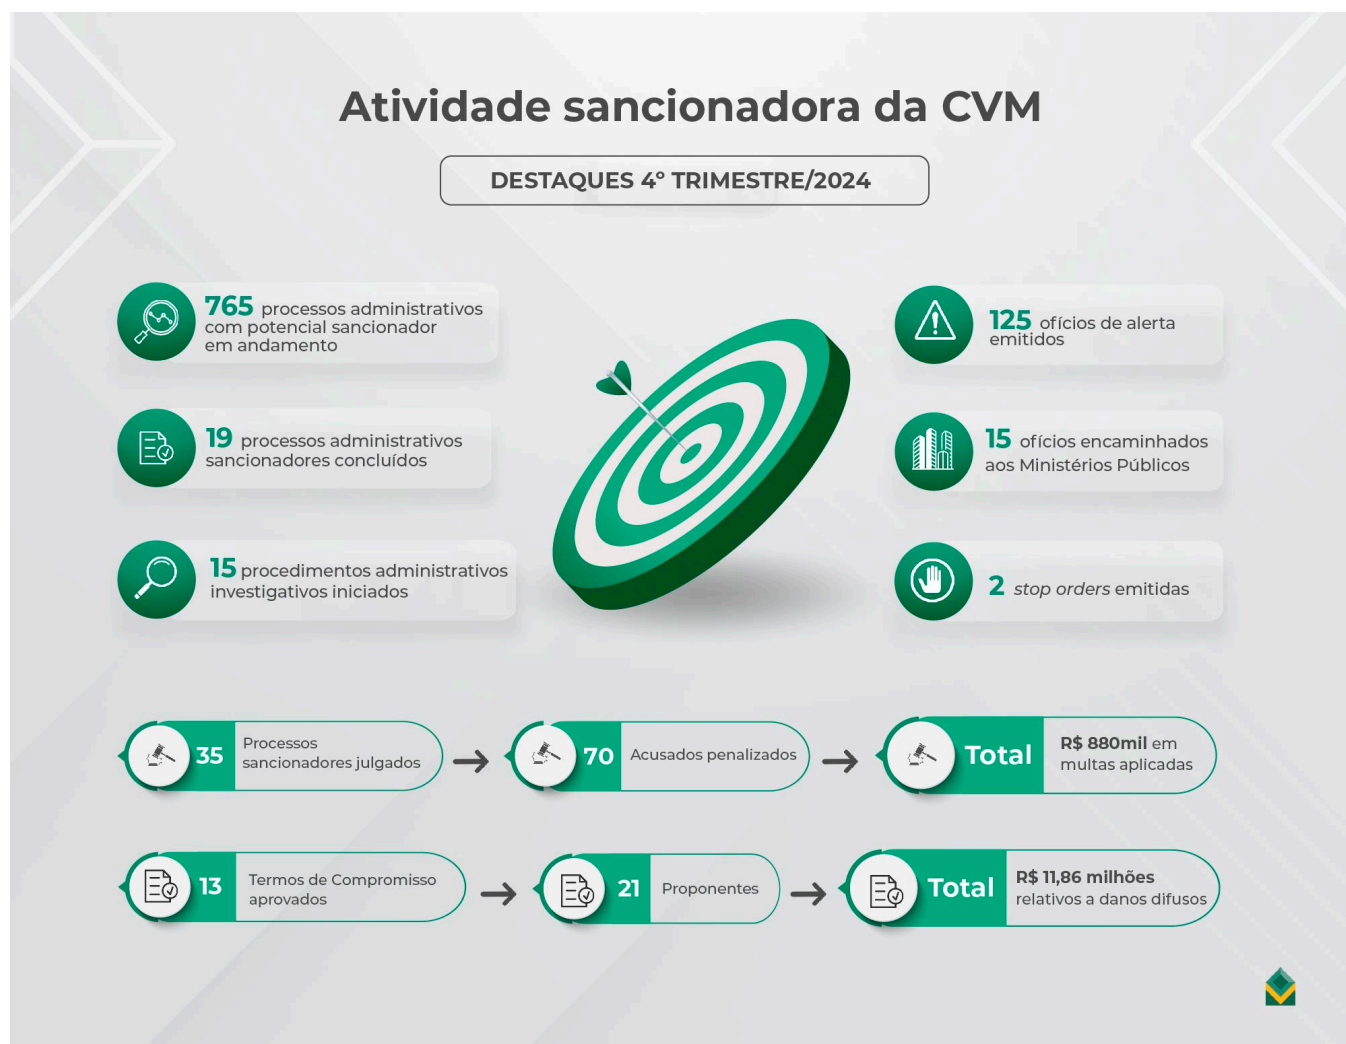 Atividade sancionadora da CVM
DESTAQUES 4º TRIMESTRE/2024
765 processos administrativos
com potencial sancionador
em andamento
19 processos administrativos
sancionadores concluídos
15 procedimentos administrativos
investigativos iniciados
125 ofícios de alerta
emitidos
15 ofícios encaminhados
aos Ministérios Públicos
2 stop orders emitidas
35 Processos
sancionadores julgados
70 Acusados penalizados
Total R$ 880mil em
multas aplicadas
13 Termos de Compromisso
aprovados
21 Proponentes
Total R$ 11,86 milhões
relativos a danos difusos